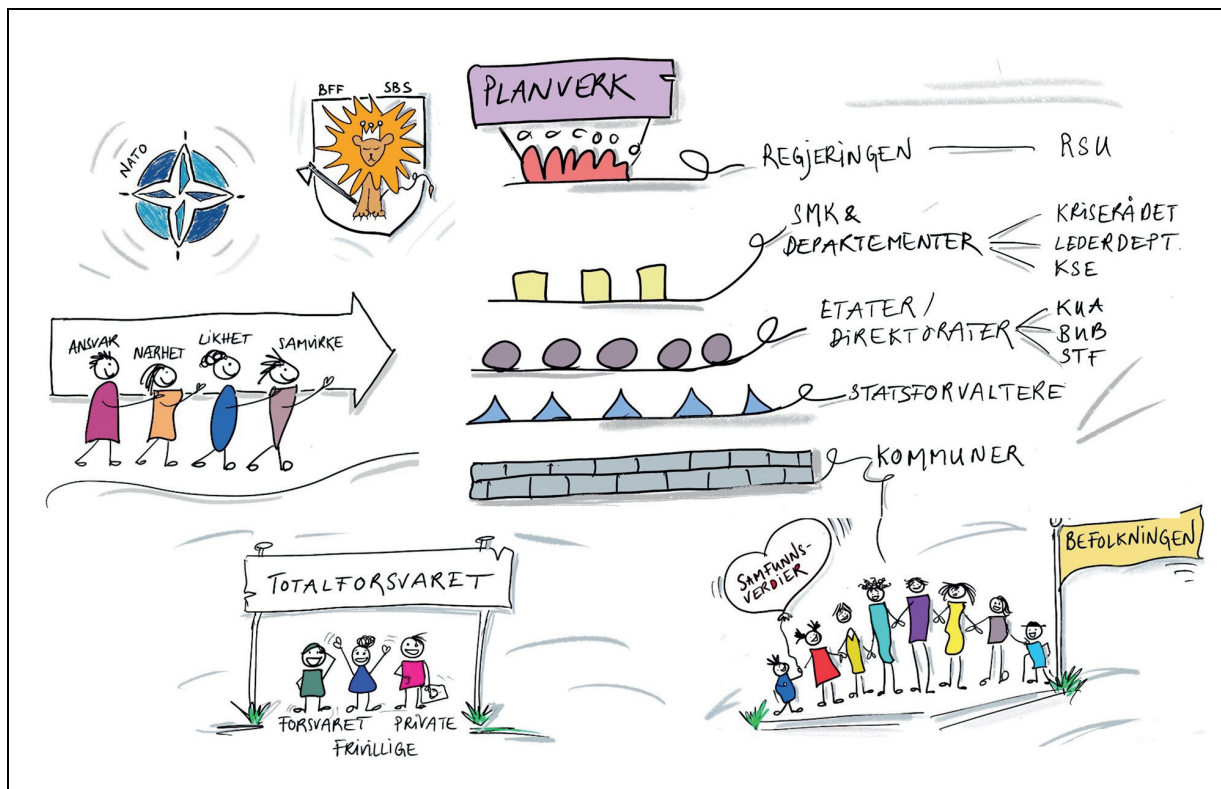 NATO
BFF SBS
PLANVERK
REGJERINGEN
RSU
SMK &
DEPARTEMENTER
KRISERÅDET
LEDERDEPT.
KSE
ETATER/
DIREKTORATER
KUA
BUB
STF
STATSFORVALTERE
KOMMUNER
ANSVAR
NÆRHET
LIKHET
SAMVIRKE
TOTALFORSVARET
FORSVARET
PRIVATE
FRIVILLIGE
SAMFUNNS-
VERDIER
BEFOLKNINGEN